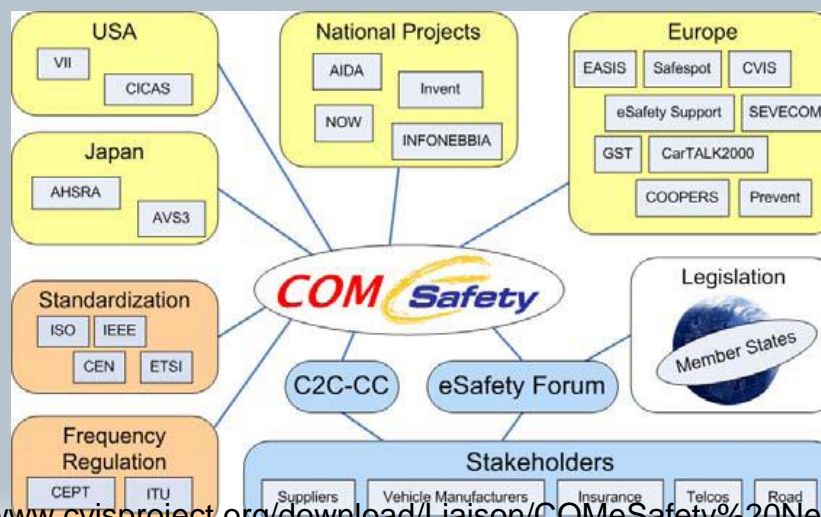 USA
VII
CICAS
National Projects
AIDA
Invent
NOW
INFONEBBIA
Europe
EASIS Safespot CVIS
eSafety Support SEVECOM
GST CarTALK2000
COOPERS Prevent
Japan
AHSRA
AVS3
COM Safety
Standardization
ISO IEEE
CEN ETSI
Legislation
Member States
C2C-CC
eSafety Forum
Frequency
Regulation
CEPT ITU
Stakeholders
Suppliers Vehicle Manufacturers Insurance Telcos Road
www.cvisproject.org/download/Liaison/COMeSafety%20Ne